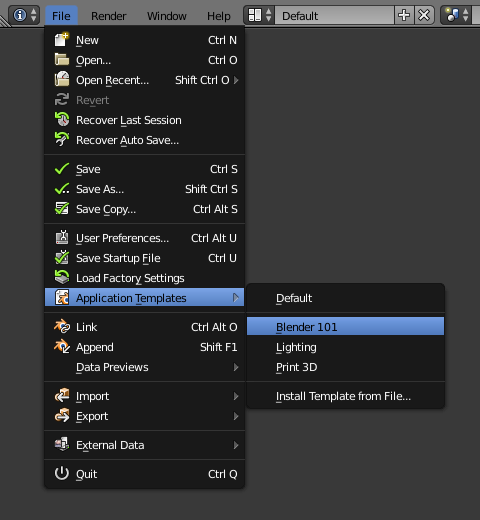 File Render Window Help Default
New Ctrl N
Open... Ctrl O
Open Recent... Shift Ctrl O
Revert
Recover Last Session
Recover Auto Save...
Save Ctrl S
Save As... Shift Ctrl S
Save Copy... Ctrl Alt S
User Preferences... Ctrl Alt U
Save Startup File Ctrl U
Load Factory Settings
Application Templates
Default
Blender 101
Lighting
Print 3D
Install Template from File...
Link Ctrl Alt O
Append Shift F1
Data Previews
Import
Export
External Data
Quit Ctrl Q